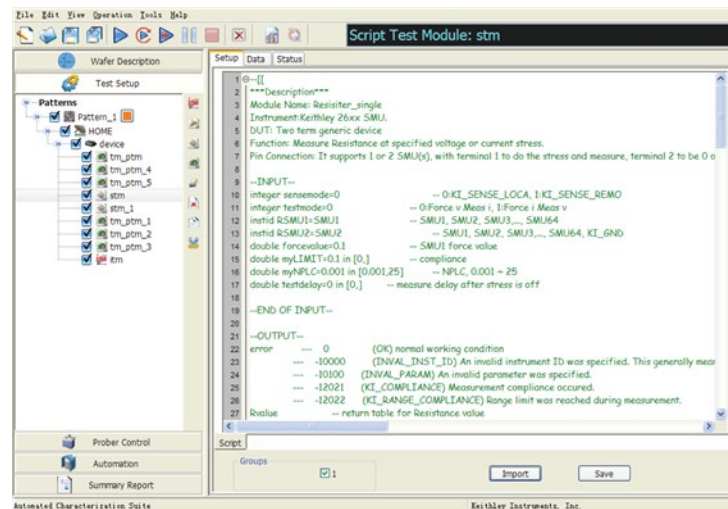 File Edit View Operation Tools Help
Script Test Module: stm
Wafer Description
Test Setup
Patterns
Pattern_1
HOME
device
tm_ptm
tm_ptm_4
tm_ptm_5
stm
stm_1
tm_ptm_1
tm_ptm_2
tm_ptm_3
itm
Prober Control
Automation
Summary Report
Setup Data Status
1 --[[
2 ***Description***
3 Module Name: Resisiter_single
4 Instrument:Keithley 26xx SMU.
5 DUT: Two term generic device
6 Function: Measure Resistance at specified voltage or current stress.
7 Pin Connection: It supports 1 or 2 SMU(s), with terminal 1 to do the stress and measure, terminal 2 to be 0 o
8
9 --INPUT--
10 integer sensemode=0 -- 0:KI_SENSE_LOCA, 1:KI_SENSE_REMO
11 integer testmode=0 -- 0:Force v Meas i, 1:Force i Meas v
12 instid RSMU1=SMU1 -- SMU1, SMU2, SMU3,..., SMU64
13 instid RSMU2=SMU2 -- SMU1, SMU2, SMU3,..., SMU64, KI_GND
14 double forcevalue=0.1 -- SMU1 force value
15 double myLIMIT=0.1 in [0,] -- compliance
16 double myNPLC=0.001 in [0.001,25] -- NPLC, 0.001 ~ 25
17 double testdelay=0 in [0,] -- measure delay after stress is off
18
19 --END OF INPUT--
20
21 --OUTPUT--
22 error --- 0 (OK) normal working condition
23 --- -10000 (INVAL_INST_ID) An invalid instrument ID was specified. This generally mear
24 --- -10100 (INVAL_PARAM) An invalid parameter was specified.
25 --- -12021 (KI_COMPLIANCE) Measurement compliance occured.
26 --- -12022 (KI_RANGE_COMPLIANCE) Range limit was reached during measurement.
27 Rvalue -- return table for Resistance value
Script
Groups
1
Import Save
Automated Characterization Suite
Keithley Instruments, Inc.